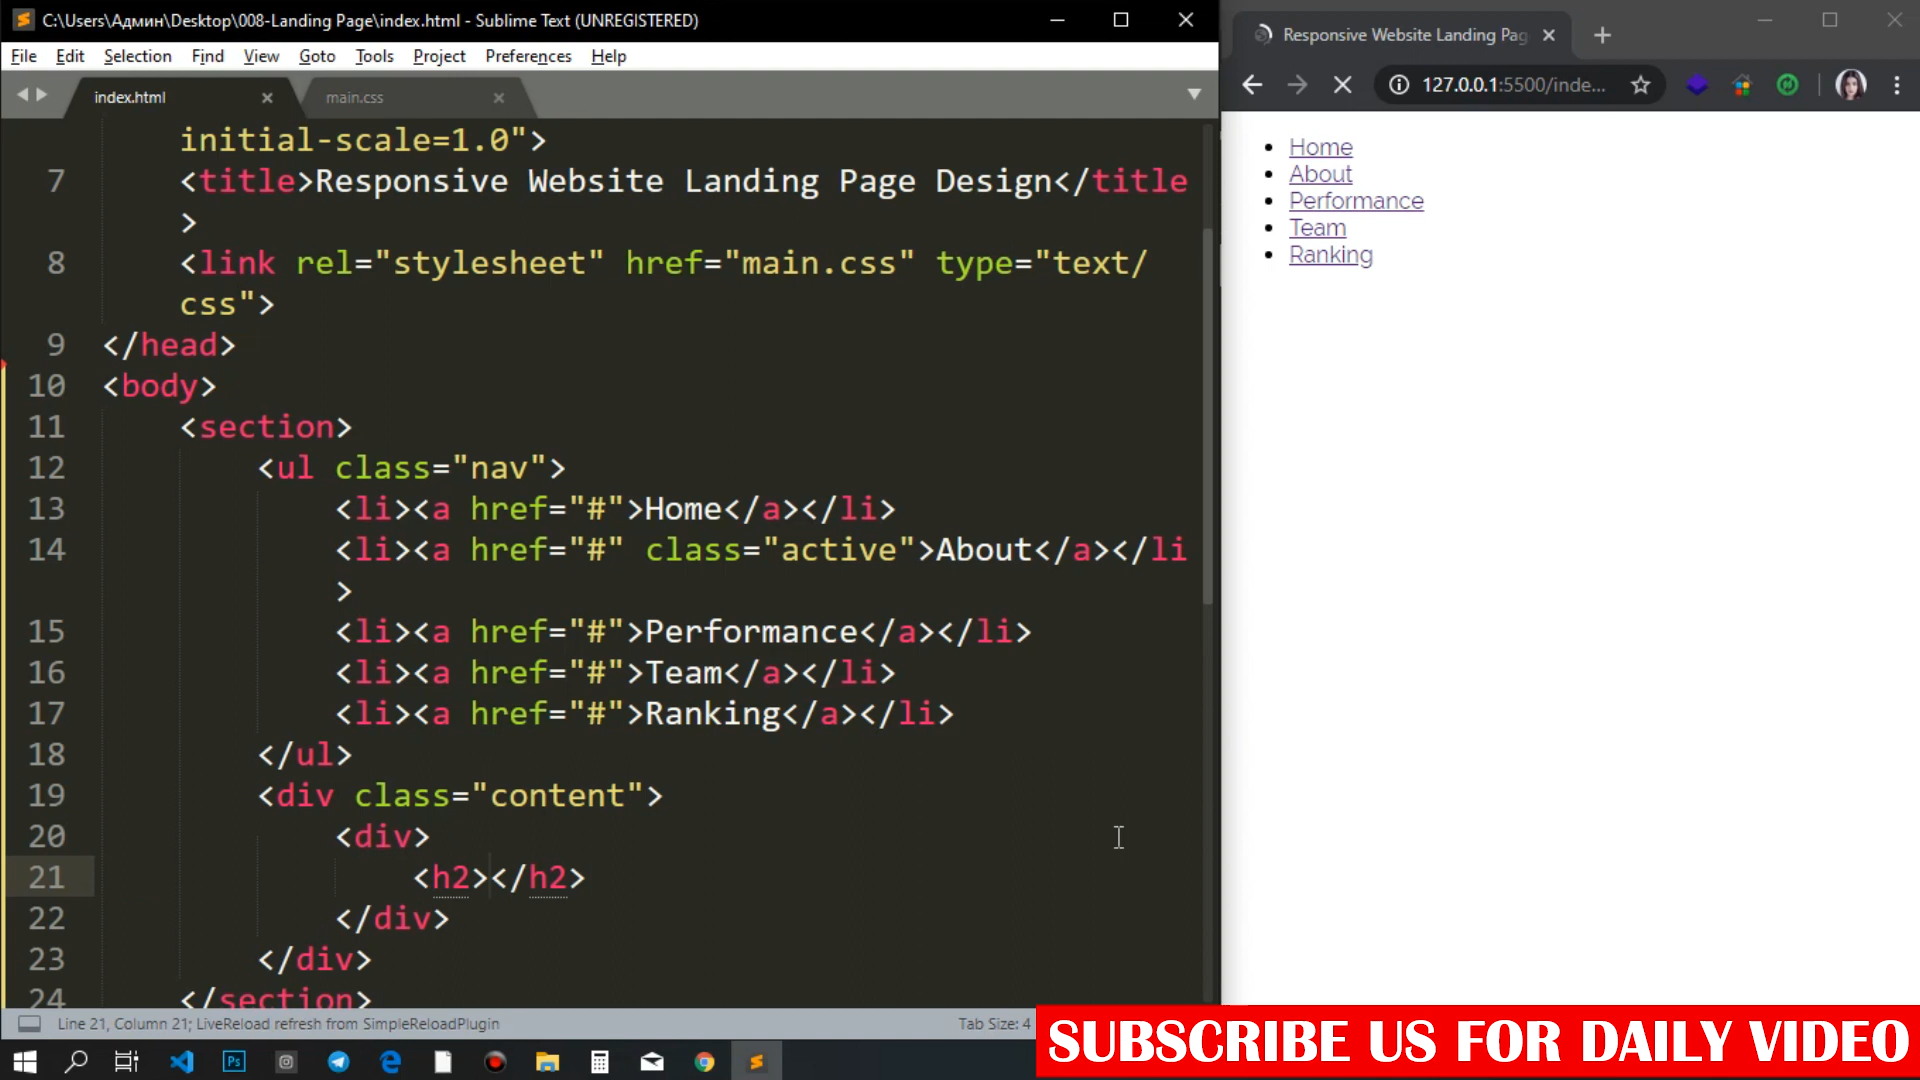 C:\Users\Админ\Desktop\008-Landing Page\index.html - Sublime Text (UNREGISTERED)
File Edit Selection Find View Goto Tools Project Preferences Help
index.html
main.css
initial-scale=1.0">
7 <title>Responsive Website Landing Page Design</title
>
8 <link rel="stylesheet" href="main.css" type="text/
css">
9 </head>
10 <body>
11 <section>
12 <ul class="nav">
13 <li><a href="#">Home</a></li>
14 <li><a href="#" class="active">About</a></li
>
15 <li><a href="#">Performance</a></li>
16 <li><a href="#">Team</a></li>
17 <li><a href="#">Ranking</a></li>
18 </ul>
19 <div class="content">
20 <div>
21 <h2></h2>
22 </div>
23 </div>
24 </section>
Line 21, Column 21; LiveReload refresh from SimpleReloadPlugin
Tab Size: 4
Responsive Website Landing Pag
127.0.0.1:5500/inde...
Home
About
Performance
Team
Ranking
SUBSCRIBE US FOR DAILY VIDEO
Ps